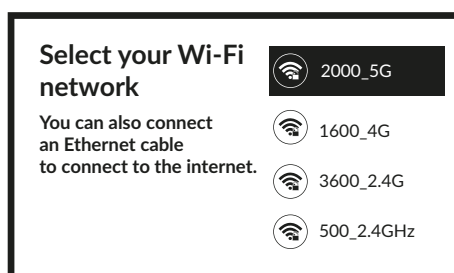 Select your Wi-Fi
network
You can also connect
an Ethernet cable
to connect to the internet.
2000_5G
1600_4G
3600_2.4G
500_2.4GHz